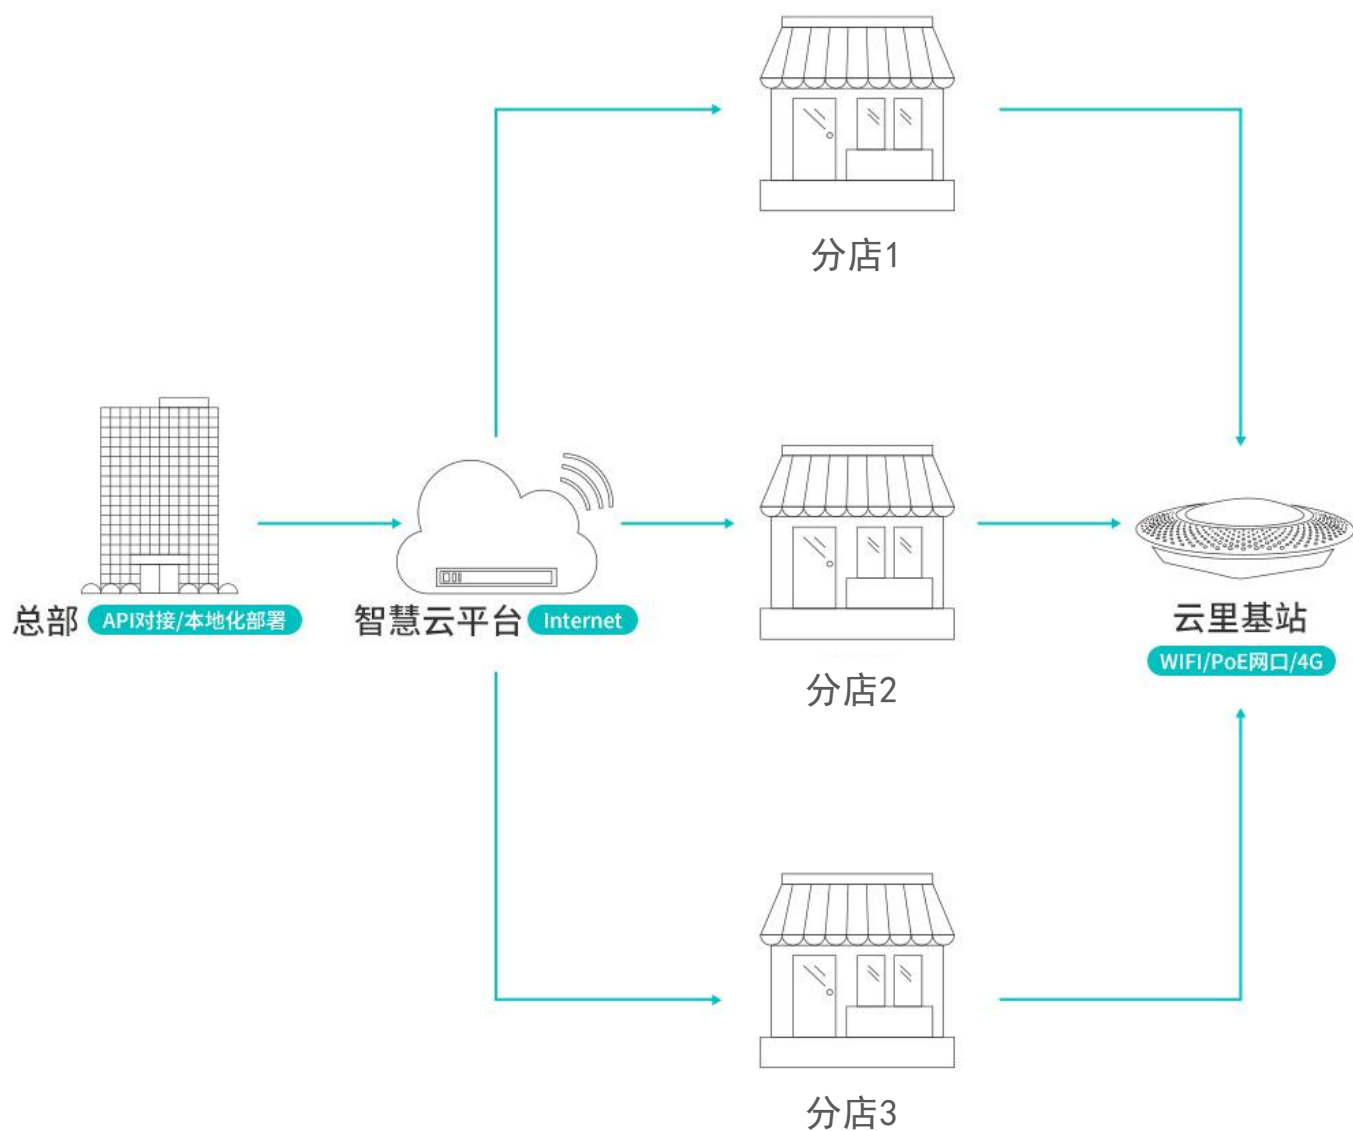 分店1
总部 API对接/本地化部署
智慧云平台 Internet
云里基站
WIFI/PoE网口/4G
分店2
分店3